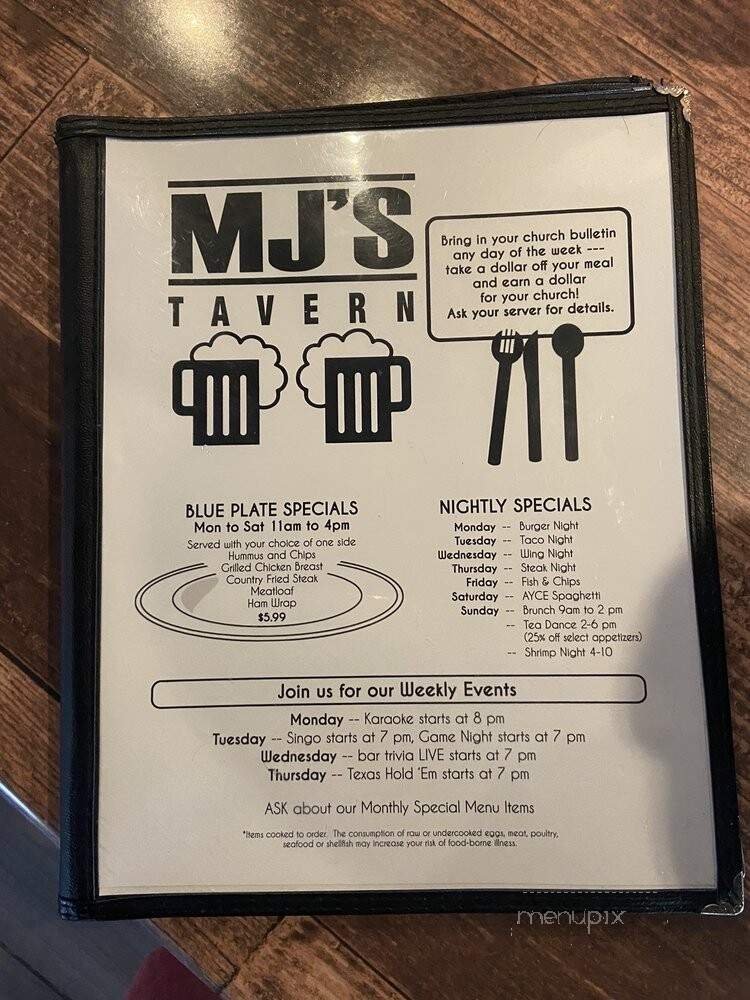 MJ'S
TAVERN
Bring in your church bulletin
any day of the week ---
take a dollar off your meal
and earn a dollar
for your church!
Ask your server for details.
BLUE PLATE SPECIALS
Mon to Sat 11am to 4pm
Served with your choice of one side
Hummus and Chips
Grilled Chicken Breast
Country Fried Steak
Meatloaf
Ham Wrap
$5.99
NIGHTLY SPECIALS
Monday -- Burger Night
Tuesday -- Taco Night
Wednesday -- Wing Night
Thursday -- Steak Night
Friday -- Fish & Chips
Saturday -- AYCE Spaghetti
Sunday -- Brunch 9am to 2 pm
-- Tea Dance 2-6 pm
(25% off select appetizers)
-- Shrimp Night 4-10
Join us for our Weekly Events
Monday -- Karaoke starts at 8 pm
Tuesday -- Singo starts at 7 pm, Game Night starts at 7 pm
Wednesday -- bar trivia LIVE starts at 7 pm
Thursday -- Texas Hold 'Em starts at 7 pm
ASK about our Monthly Special Menu Items
*Items cooked to order. The consumption of raw or undercooked eggs, meat, poultry,
seafood or shellfish may increase your risk of food-borne illness.
menupix